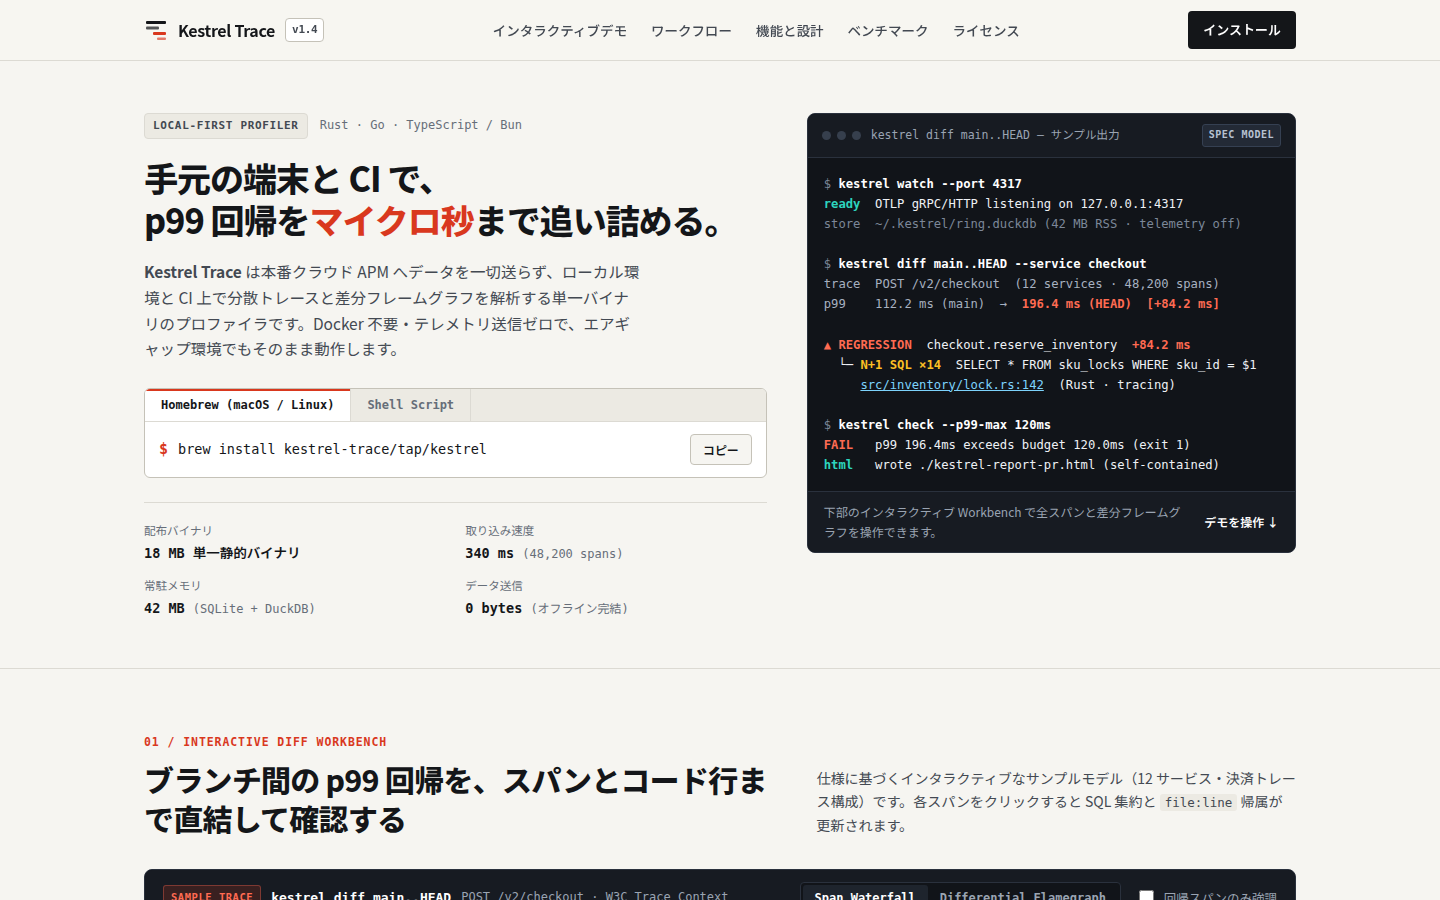 Kestrel Trace v1.4 インタラクティブデモ ワークフロー 機能と設計 ベンチマーク ライセンス インストール
LOCAL-FIRST PROFILER Rust · Go · TypeScript / Bun
手元の端末と CI で、
p99 回帰をマイクロ秒まで追い詰める。
Kestrel Trace は本番クラウド APM へデータを一切送らず、ローカル環
境と CI 上で分散トレースと差分フレームグラフを解析する単一バイナ
リのプロファイラです。Docker 不要・テレメトリ送信ゼロで、エアギ
ャップ環境でもそのまま動作します。
Homebrew (macOS / Linux) Shell Script
$ brew install kestrel-trace/tap/kestrel コピー
配布バイナリ
18 MB 単一静的バイナリ
取り込み速度
340 ms (48,200 spans)
常駐メモリ
42 MB (SQLite + DuckDB)
データ送信
0 bytes (オフライン完結)
kestrel diff main..HEAD — サンプル出力 SPEC MODEL
$ kestrel watch --port 4317
ready OTLP gRPC/HTTP listening on 127.0.0.1:4317
store ~/.kestrel/ring.duckdb (42 MB RSS · telemetry off)
$ kestrel diff main..HEAD --service checkout
trace POST /v2/checkout (12 services · 48,200 spans)
p99 112.2 ms (main) → 196.4 ms (HEAD) [+84.2 ms]
▲ REGRESSION checkout.reserve_inventory +84.2 ms
└─ N+1 SQL ×14 SELECT * FROM sku_locks WHERE sku_id = $1
src/inventory/lock.rs:142 (Rust · tracing)
$ kestrel check --p99-max 120ms
FAIL p99 196.4ms exceeds budget 120.0ms (exit 1)
html wrote ./kestrel-report-pr.html (self-contained)
下部のインタラクティブ Workbench で全スパンと差分フレームグ
ラフを操作できます。
デモを操作 ↓
01 / INTERACTIVE DIFF WORKBENCH
ブランチ間の p99 回帰を、スパンとコード行ま
で直結して確認する
仕様に基づくインタラクティブなサンプルモデル（12 サービス・決済トレー
ス構成）です。各スパンをクリックすると SQL 集約と file:line 帰属が
更新されます。
SAMPLE TRACE kestrel diff main..HEAD POST /v2/checkout · W3C Trace Context Span Waterfall Differential Flamegraph 回帰スパンのみ強調